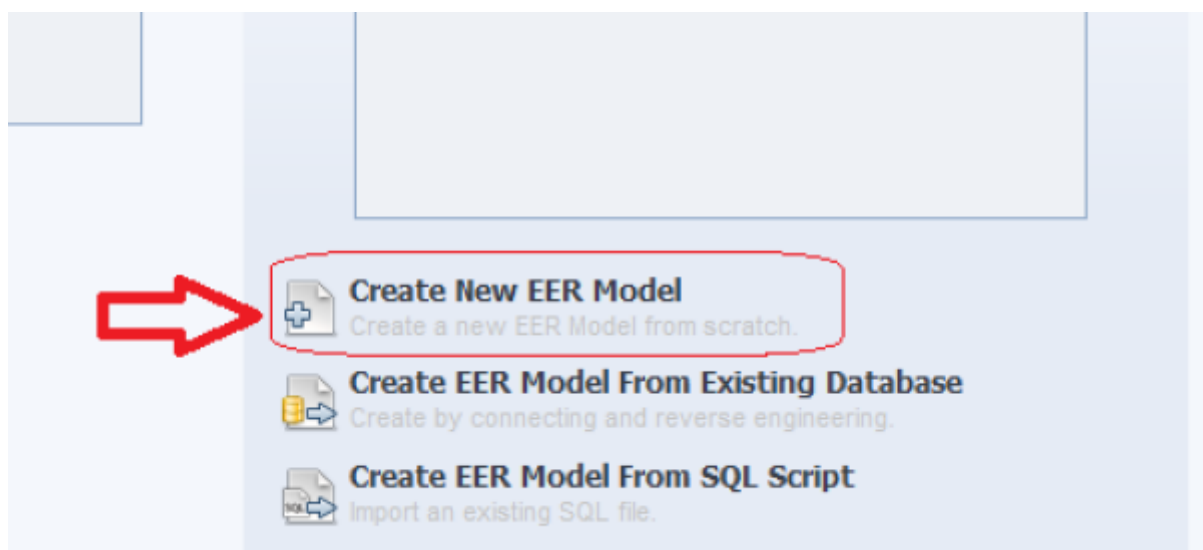 Create New EER Model
Create a new EER Model from scratch.
Create EER Model From Existing Database
Create by connecting and reverse engineering.
Create EER Model From SQL Script
Import an existing SQL file.
SQL